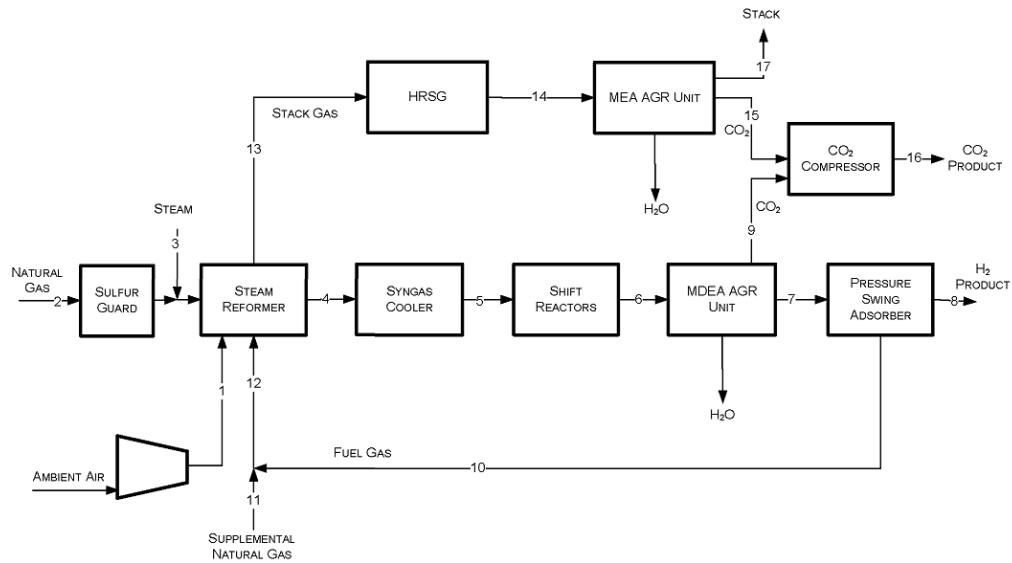 STACK
17
HRSG
14
MEA AGR UNIT
STACK GAS
15
CO₂
13
CO₂
COMPRESSOR
16
CO₂
PRODUCT
H₂O
CO₂
9
STEAM
3
NATURAL
GAS
2
SULFUR
GUARD
STEAM
REFORMER
4
SYNGAS
COOLER
5
SHIFT
REACTORS
6
MDEA AGR
UNIT
7
PRESSURE
SWING
ADSORBER
8
H₂
PRODUCT
1
12
H₂O
FUEL GAS
10
AMBIENT AIR
11
SUPPLEMENTAL
NATURAL GAS